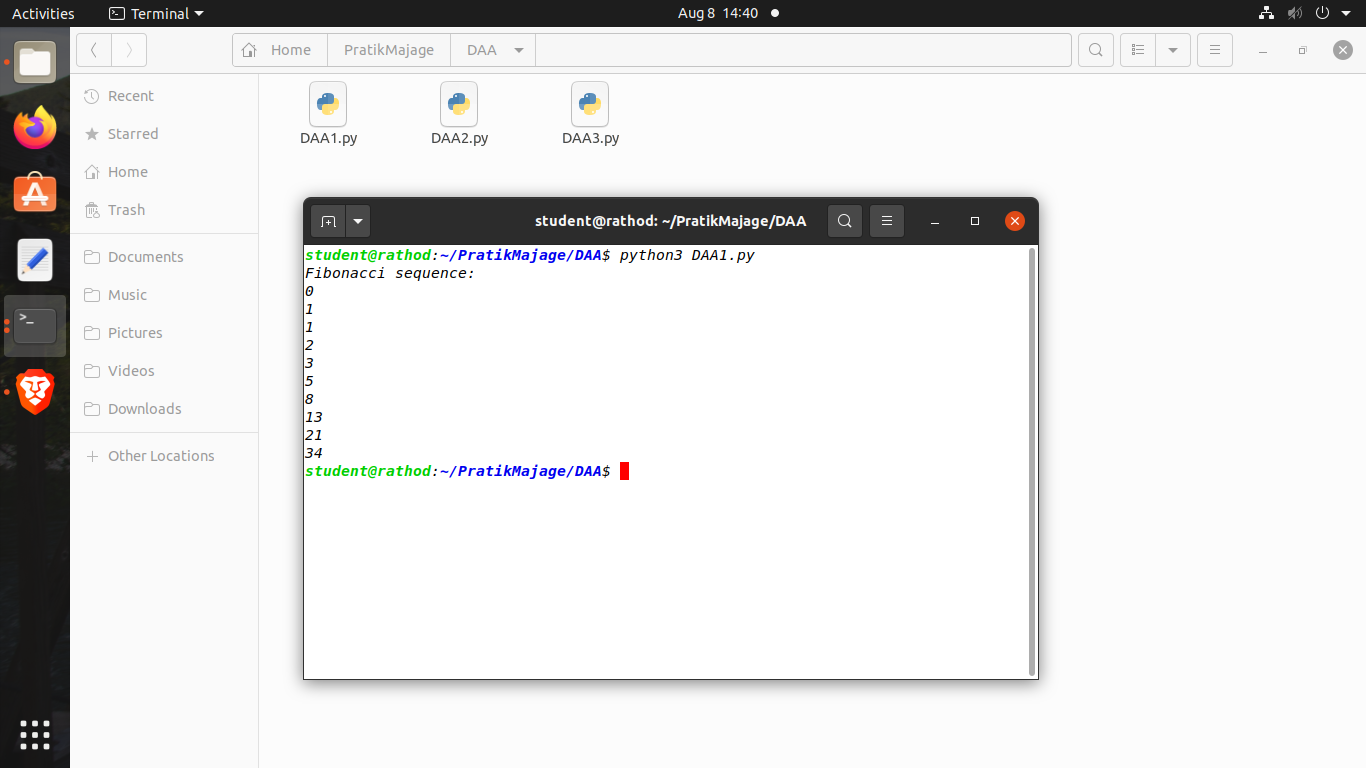 Activities
Terminal
Aug 8 14:40
Home
PratikMajage
DAA
Recent
Starred
Home
Trash
Documents
Music
Pictures
Videos
Downloads
Other Locations
DAA1.py
DAA2.py
DAA3.py
student@rathod: ~/PratikMajage/DAA
student@rathod:~/PratikMajage/DAA$ python3 DAA1.py
Fibonacci sequence:
0
1
1
2
3
5
8
13
21
34
student@rathod:~/PratikMajage/DAA$